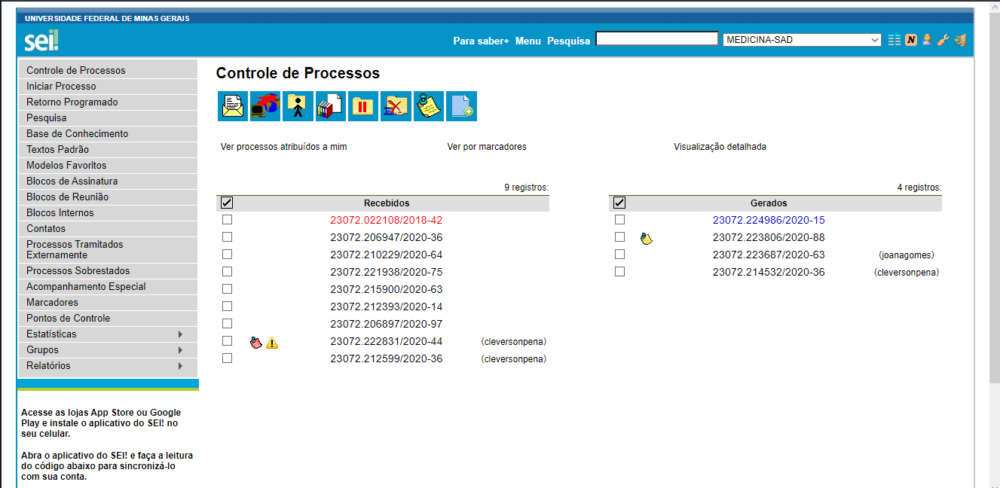 UNIVERSIDADE FEDERAL DE MINAS GERAIS
sei!
Para saber+ Menu Pesquisa MEDICINA-SAD
N
Controle de Processos
Iniciar Processo
Retorno Programado
Pesquisa
Base de Conhecimento
Textos Padrão
Modelos Favoritos
Blocos de Assinatura
Blocos de Reunião
Blocos Internos
Contatos
Processos Tramitados
Externamente
Processos Sobrestados
Acompanhamento Especial
Marcadores
Pontos de Controle
Estatísticas
Grupos
Relatórios
Acesse as lojas App Store ou Google
Play e instale o aplicativo do SEI! no
seu celular.
Abra o aplicativo do SEI! e faça a leitura
do código abaixo para sincronizá-lo
com sua conta.
Controle de Processos
Ver processos atribuídos a mim Ver por marcadores Visualização detalhada
9 registros:
Recebidos
23072.022108/2018-42
23072.206947/2020-36
23072.210229/2020-64
23072.221938/2020-75
23072.215900/2020-63
23072.212393/2020-14
23072.206897/2020-97
23072.222831/2020-44 (cleversonpena)
23072.212599/2020-36 (cleversonpena)
4 registros:
Gerados
23072.224986/2020-15
23072.223806/2020-88
23072.223687/2020-63 (joanagomes)
23072.214532/2020-36 (cleversonpena)